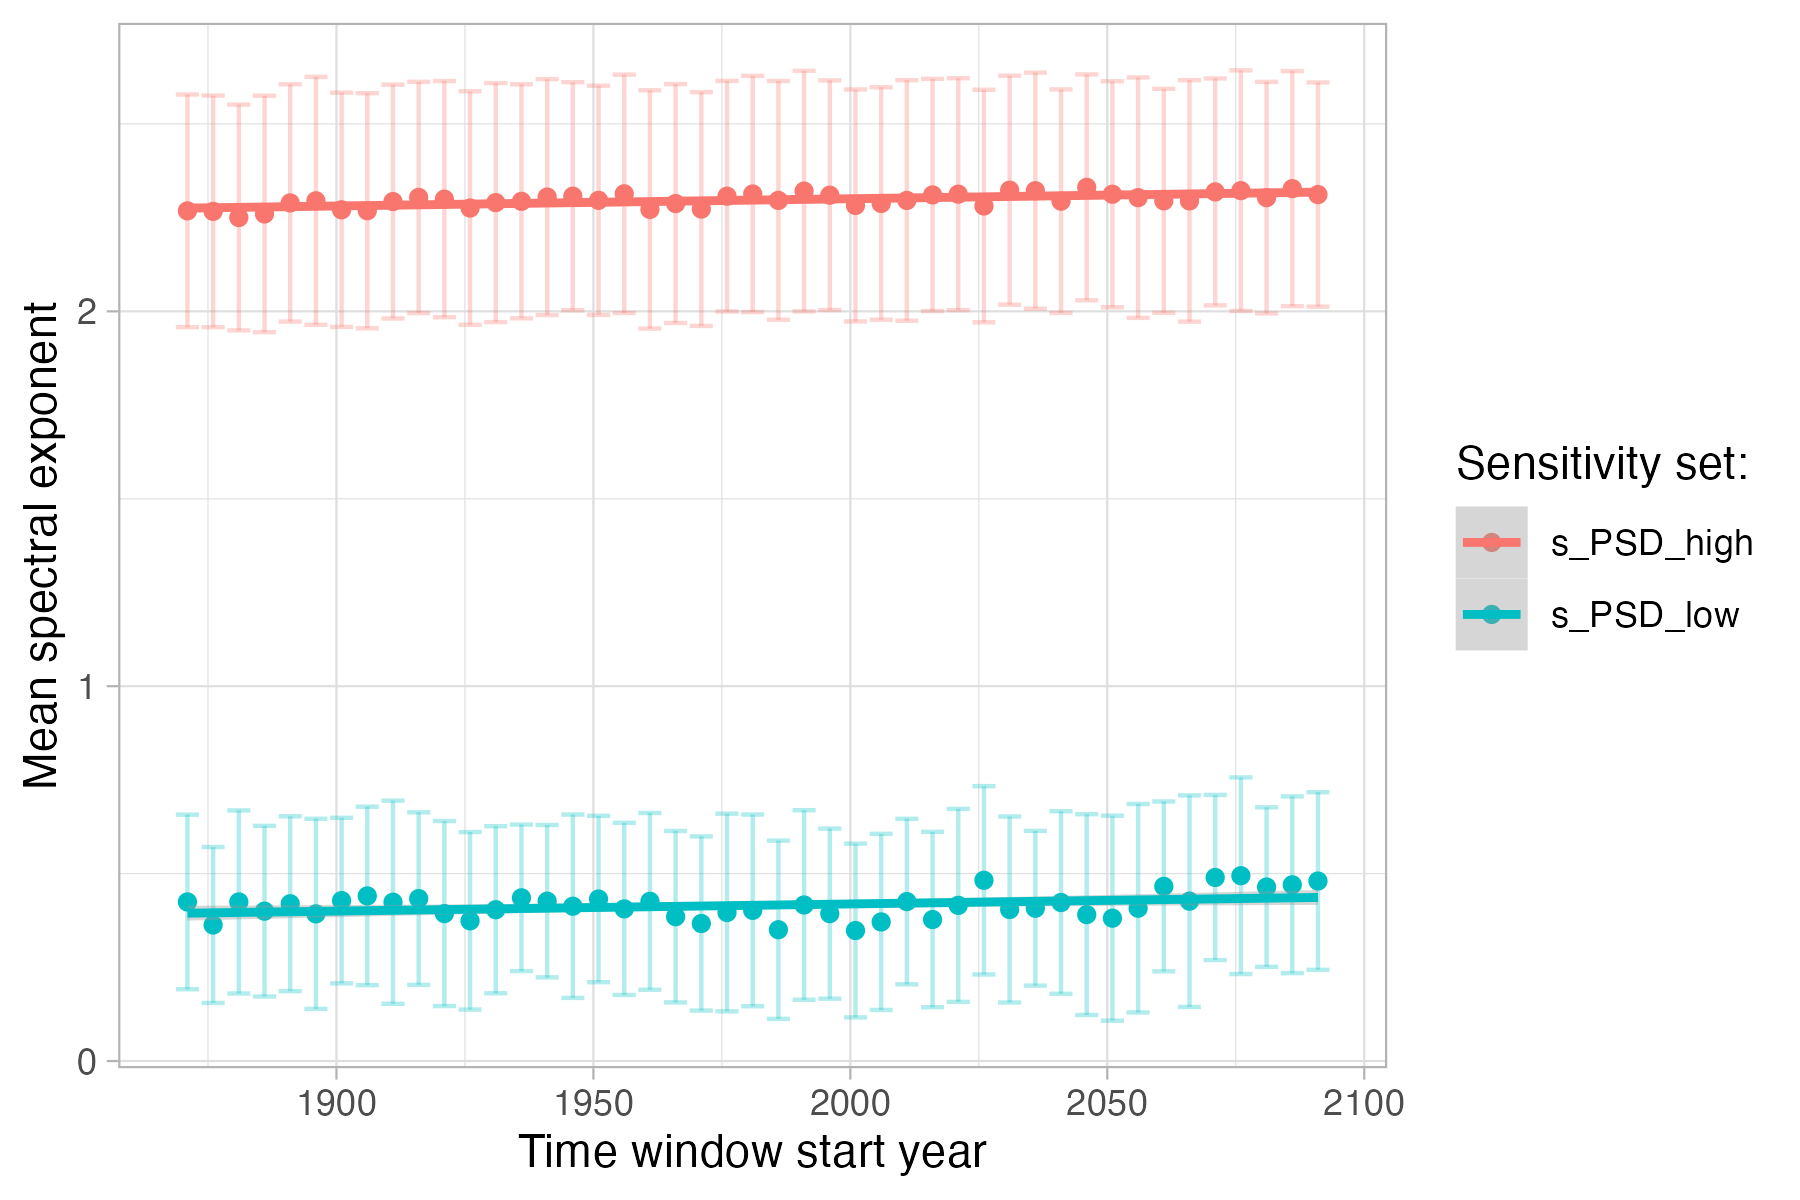 Mean spectral exponent
2
1
0
1900
1950
2000
2050
2100
Time window start year
Sensitivity set:
s_PSD_high
s_PSD_low